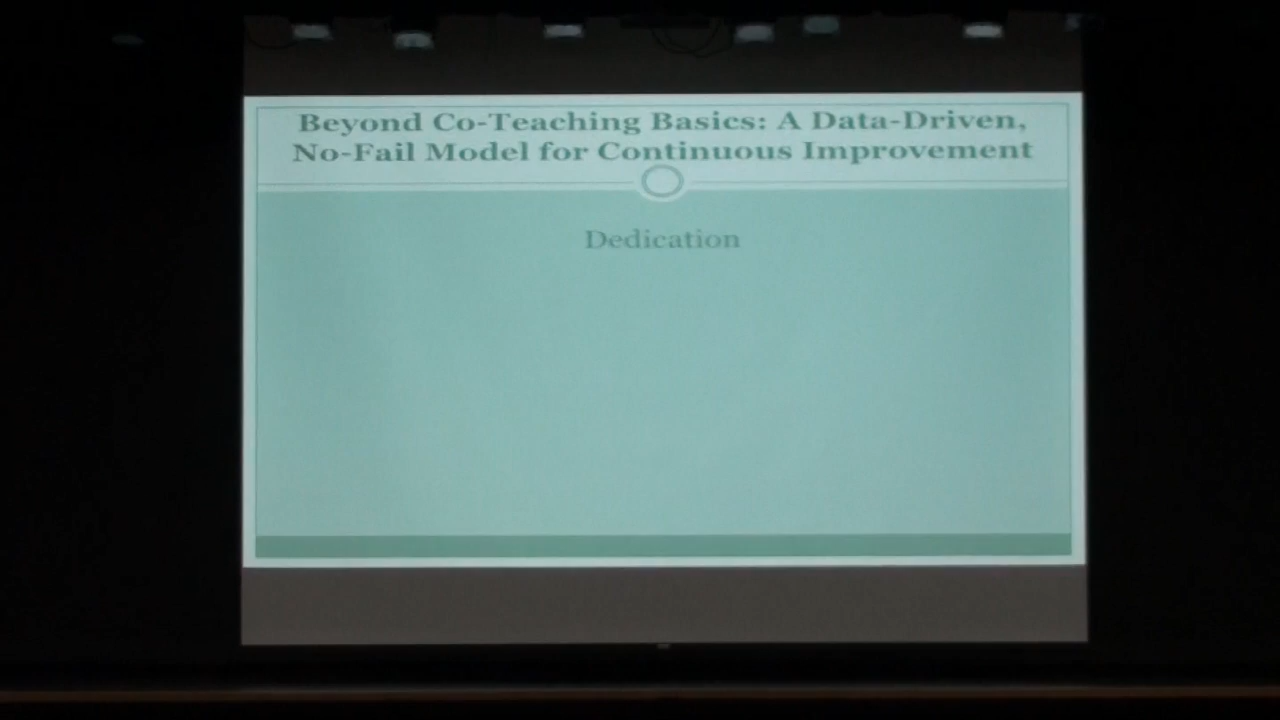 Beyond Co-Teaching Basics: A Data-Driven,
No-Fail Model for Continuous Improvement
Dedication